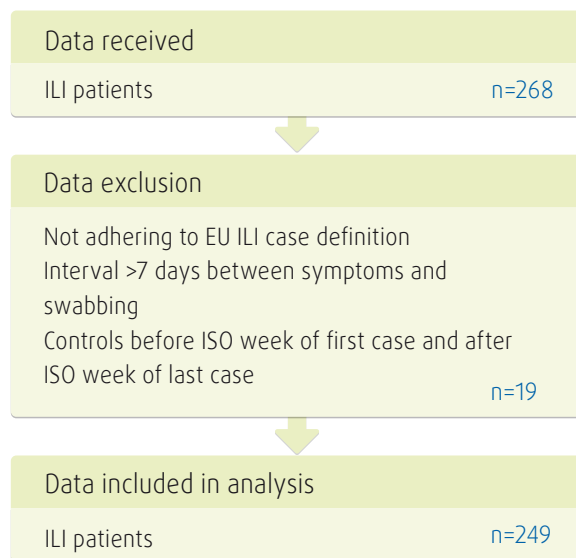 Data received
ILI patients n=268
Data exclusion
Not adhering to EU ILI case definition
Interval >7 days between symptoms and
swabbing
Controls before ISO week of first case and after
ISO week of last case
n=19
Data included in analysis
ILI patients n=249